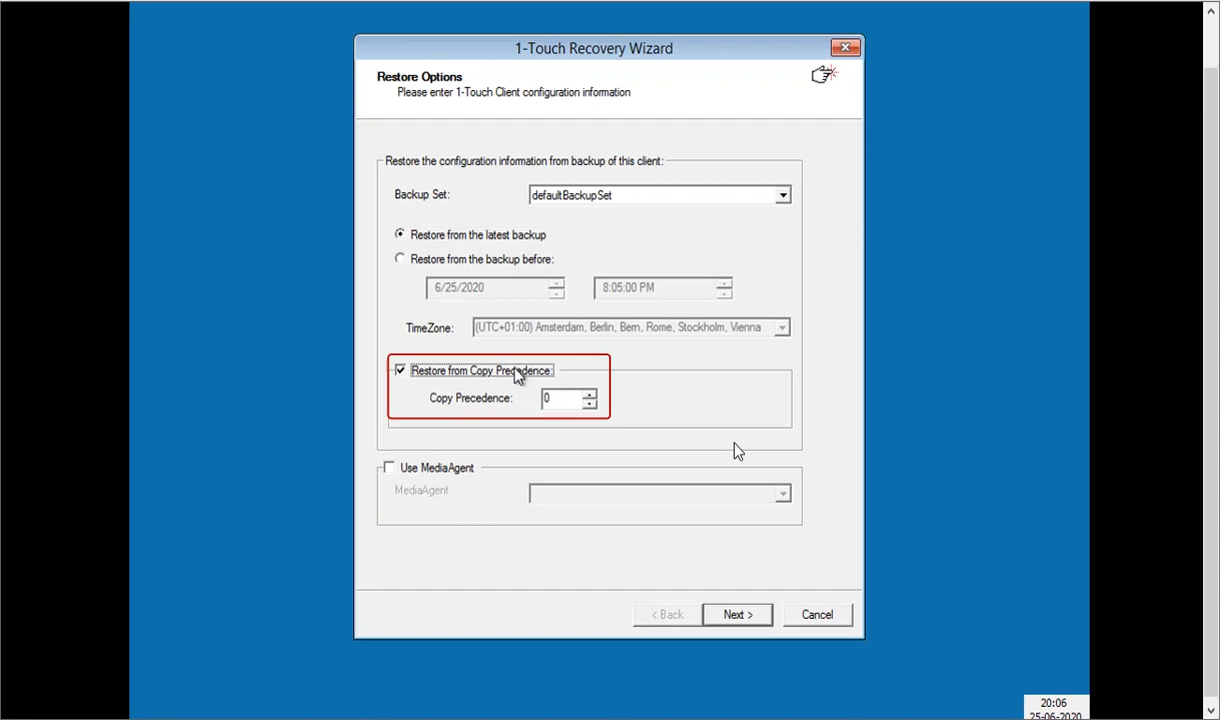 1-Touch Recovery Wizard
Restore Options
Please enter 1-Touch Client configuration information
Restore the configuration information from backup of this client:
Backup Set: defaultBackupSet
Restore from the latest backup
Restore from the backup before:
6/25/2020 8:05:00 PM
TimeZone: (UTC+01:00) Amsterdam, Berlin, Bern, Rome, Stockholm, Vienna
Restore from Copy Precedence:
Copy Precedence: 0
Use MediaAgent
MediaAgent
< Back Next > Cancel
20:06
25-06-2020